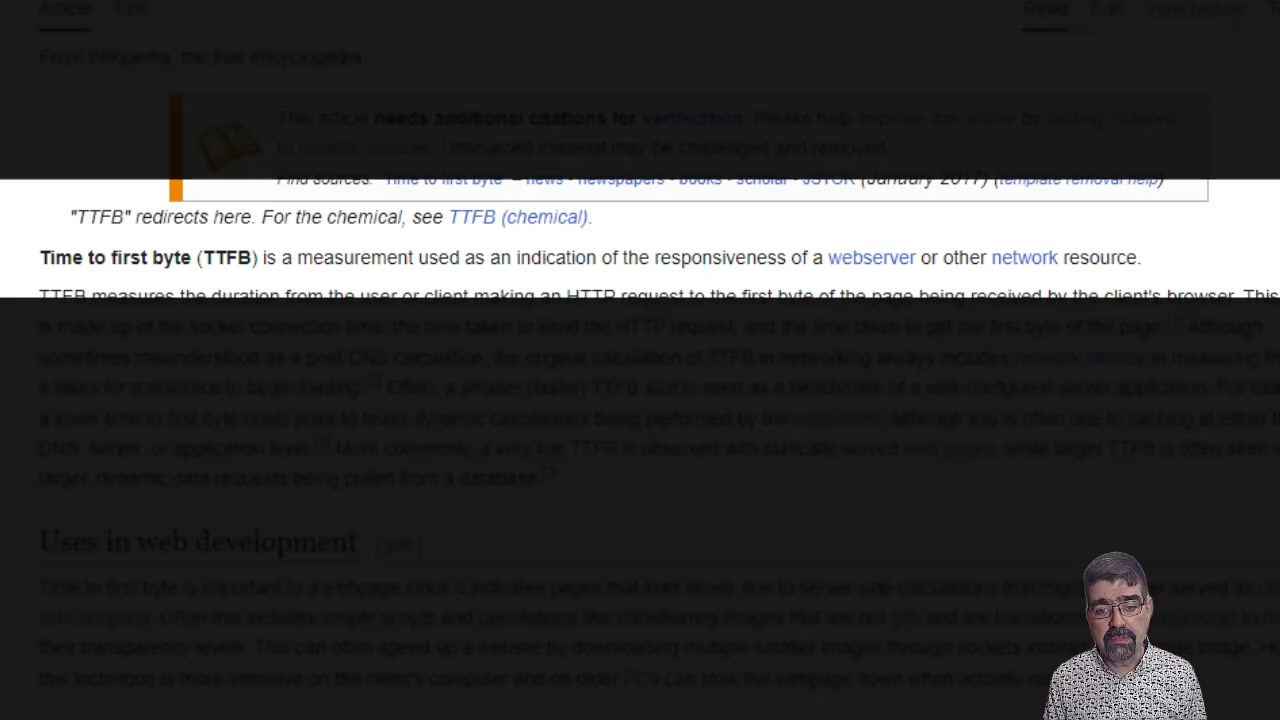 Article Talk Read Edit View history
From Wikipedia, the free encyclopedia
This article needs additional citations for verification. Please help improve this article by adding citations
to reliable sources. Unsourced material may be challenged and removed.
Find sources: "Time to first byte" – news · newspapers · books · scholar · JSTOR (January 2017) (template removal help)
"TTFB" redirects here. For the chemical, see TTFB (chemical).
Time to first byte (TTFB) is a measurement used as an indication of the responsiveness of a webserver or other network resource.
TTFB measures the duration from the user or client making an HTTP request to the first byte of the page being received by the client's browser. This
is made up of the socket connection time, the time taken to send the HTTP request, and the time taken to get the first byte of the page.[1] Although
sometimes misunderstood as a post-DNS calculation, the original calculation of TTFB in networking always includes network latency in measuring
it takes for a resource to begin loading. Often, a smaller (faster) TTFB size is seen as a benchmark of a well-configured server application. For
a lower time to first byte could point to fewer dynamic calculations being performed by the webserver, although this is often due to caching at either
DNS, server, or application level. More commonly, a very low TTFB is observed with statically served web pages, while larger TTFB is often seen
larger, dynamic data requests being pulled from a database.
Uses in web development [edit]
Time to first byte is important to a webpage since it indicates pages that load slowly due to server-side calculations that might served as
side scripting. Often this includes simple scripts and calculations like transitioning images that are not gifs and are transitioned to
their transparency levels. This can often speed up a website by downloading multiple smaller images through sockets instead image.
this technique is more intensive on the client's computer and on older PCs can slow the webpage down when actually